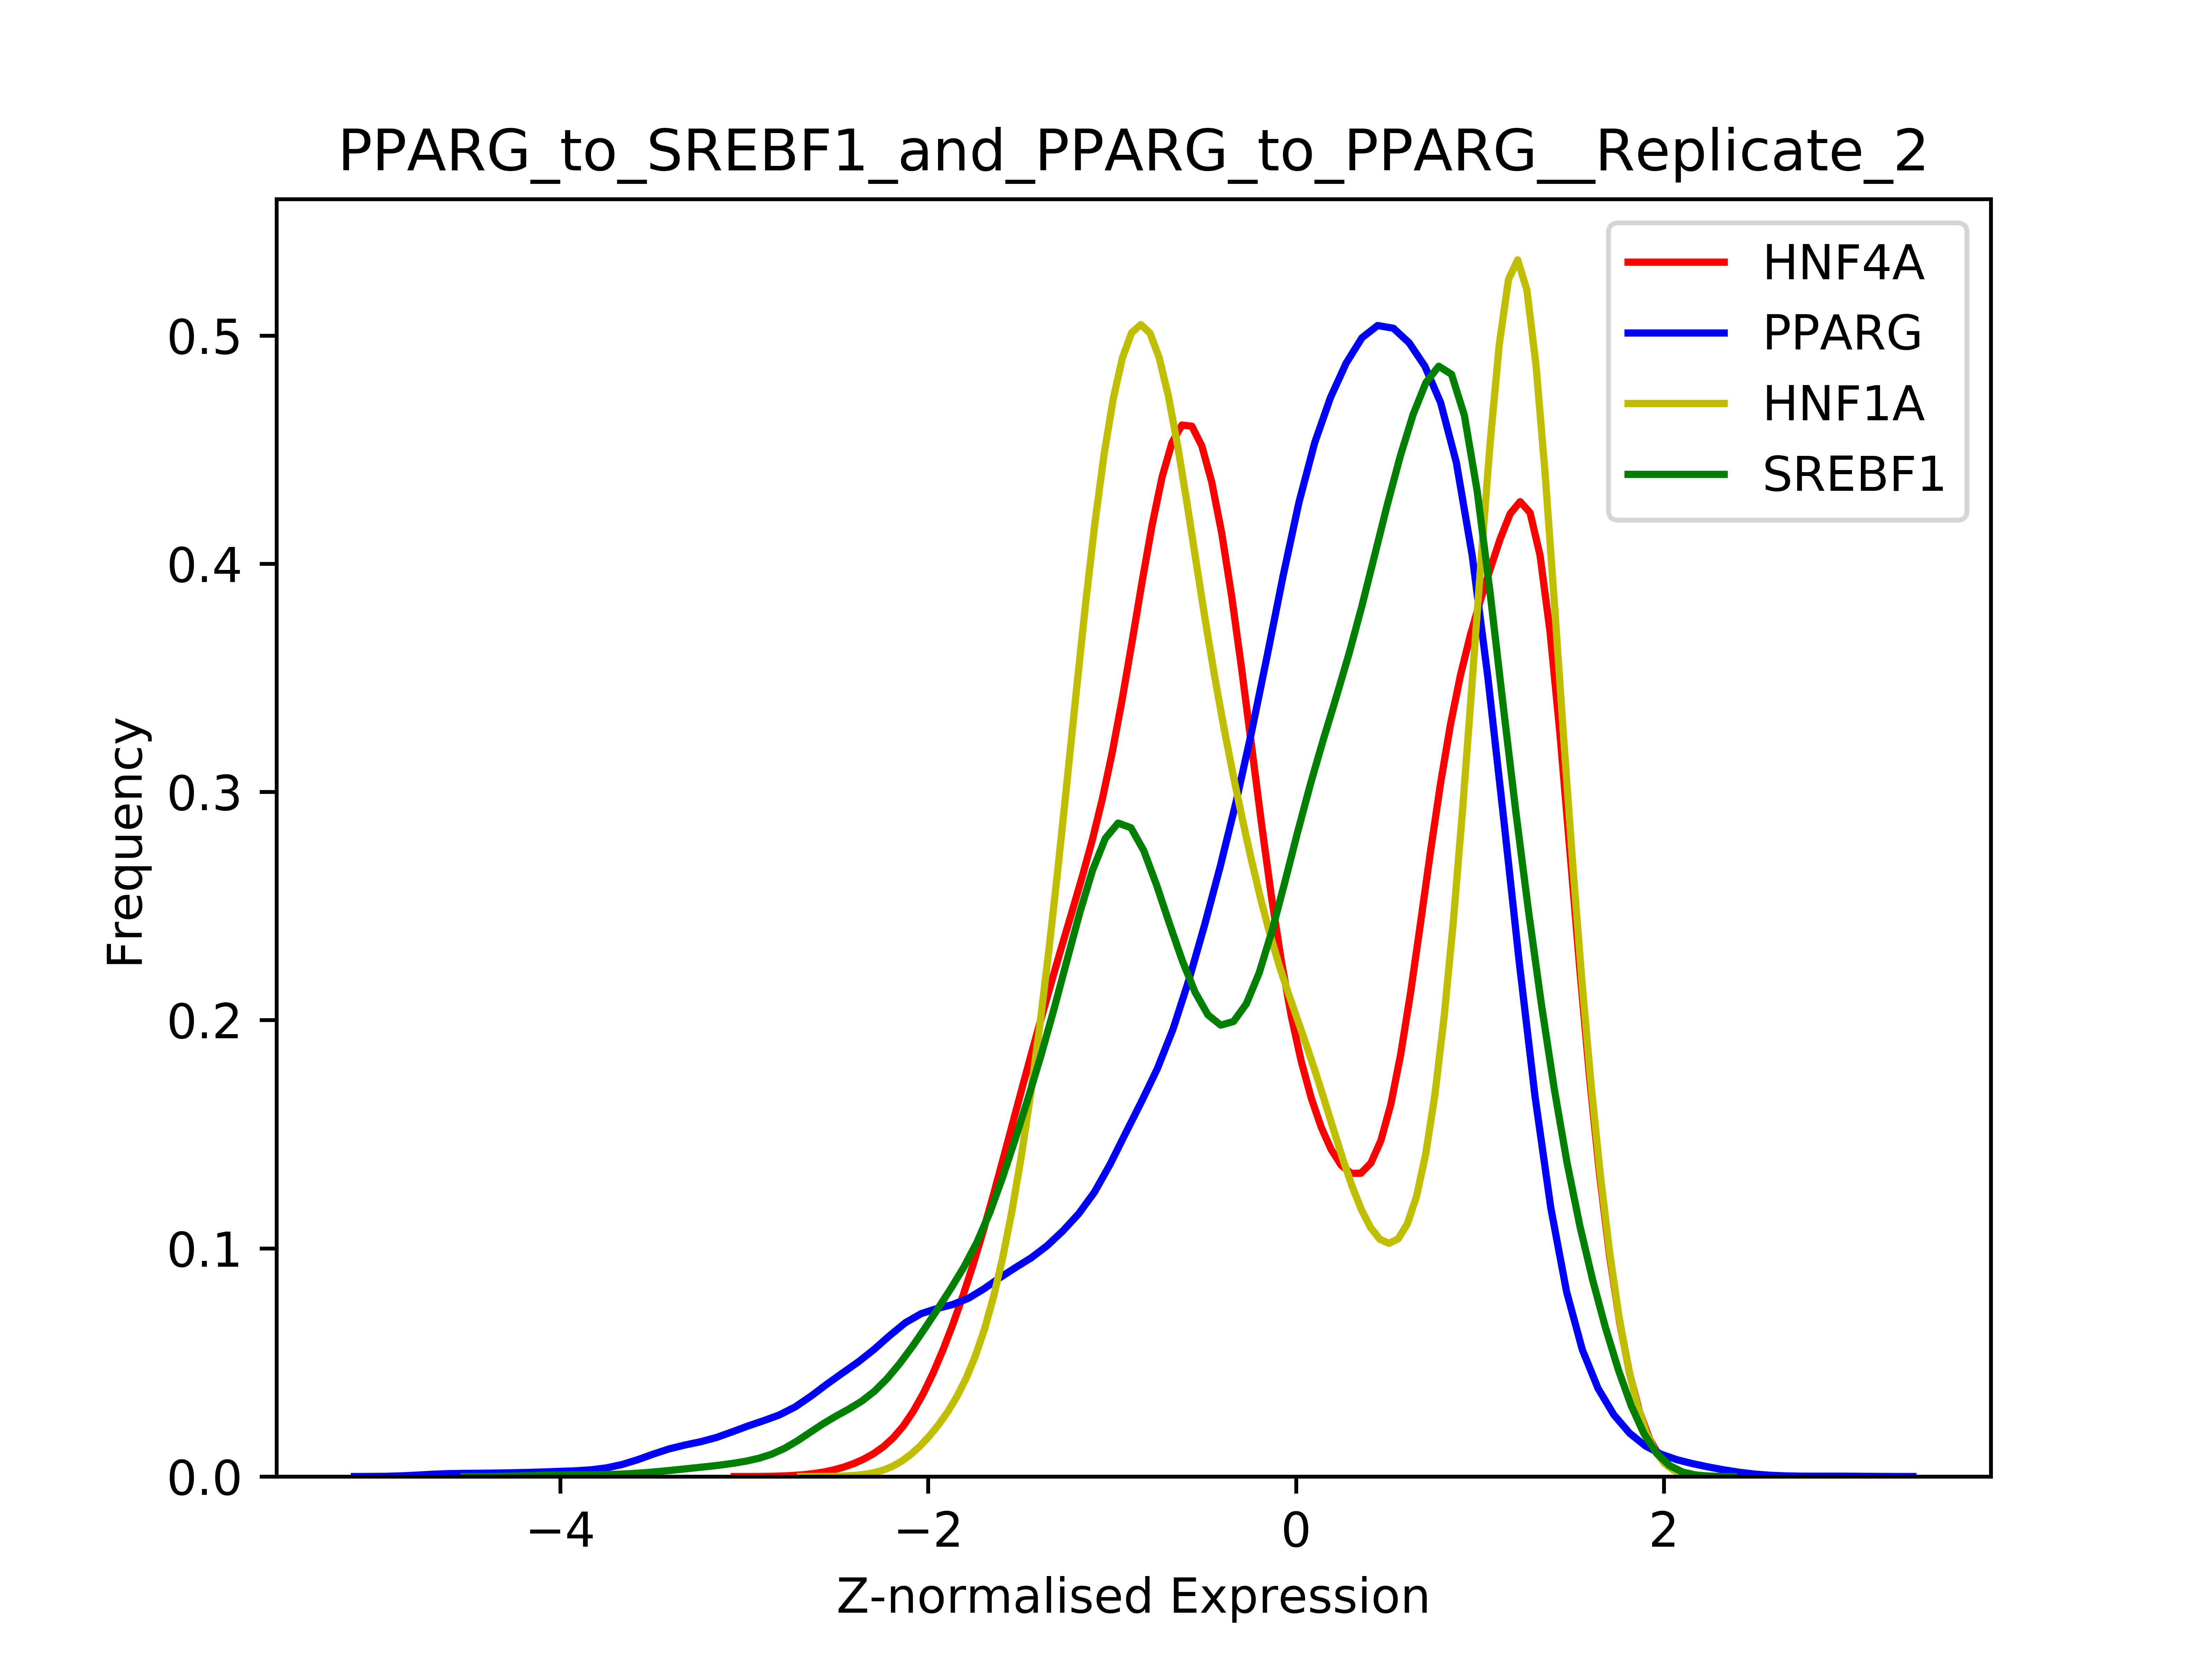 PPARG_to_SREBF1_and_PPARG_to_PPARG__Replicate_2
HNF4A
PPARG
HNF1A
SREBF1
Frequency
0.5
0.4
0.3
0.2
0.1
0.0
−4 −2 0 2
Z-normalised Expression